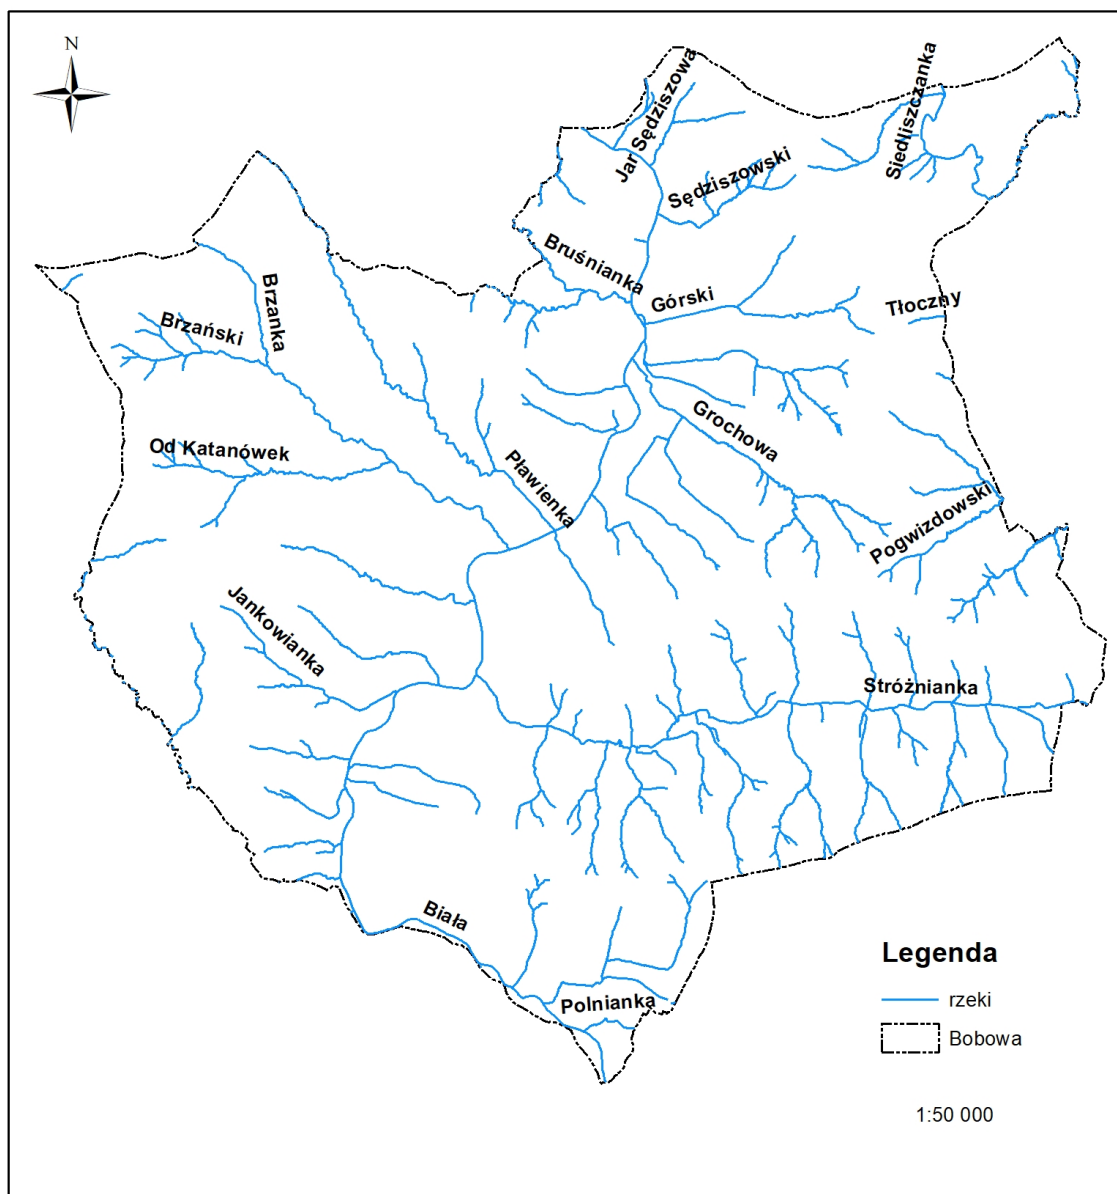 N
Jar Sędziszowa
Siedliszczanka
Sędziszowski
Bruśnianka
Górski
Tłoczny
Brzanka
Brzański
Grochowa
Od Katanówek
Pławienka
Pogwizdowski
Jankowianka
Stróżnianka
Biała
Polnianka
Legenda
rzeki
Bobowa
1:50 000